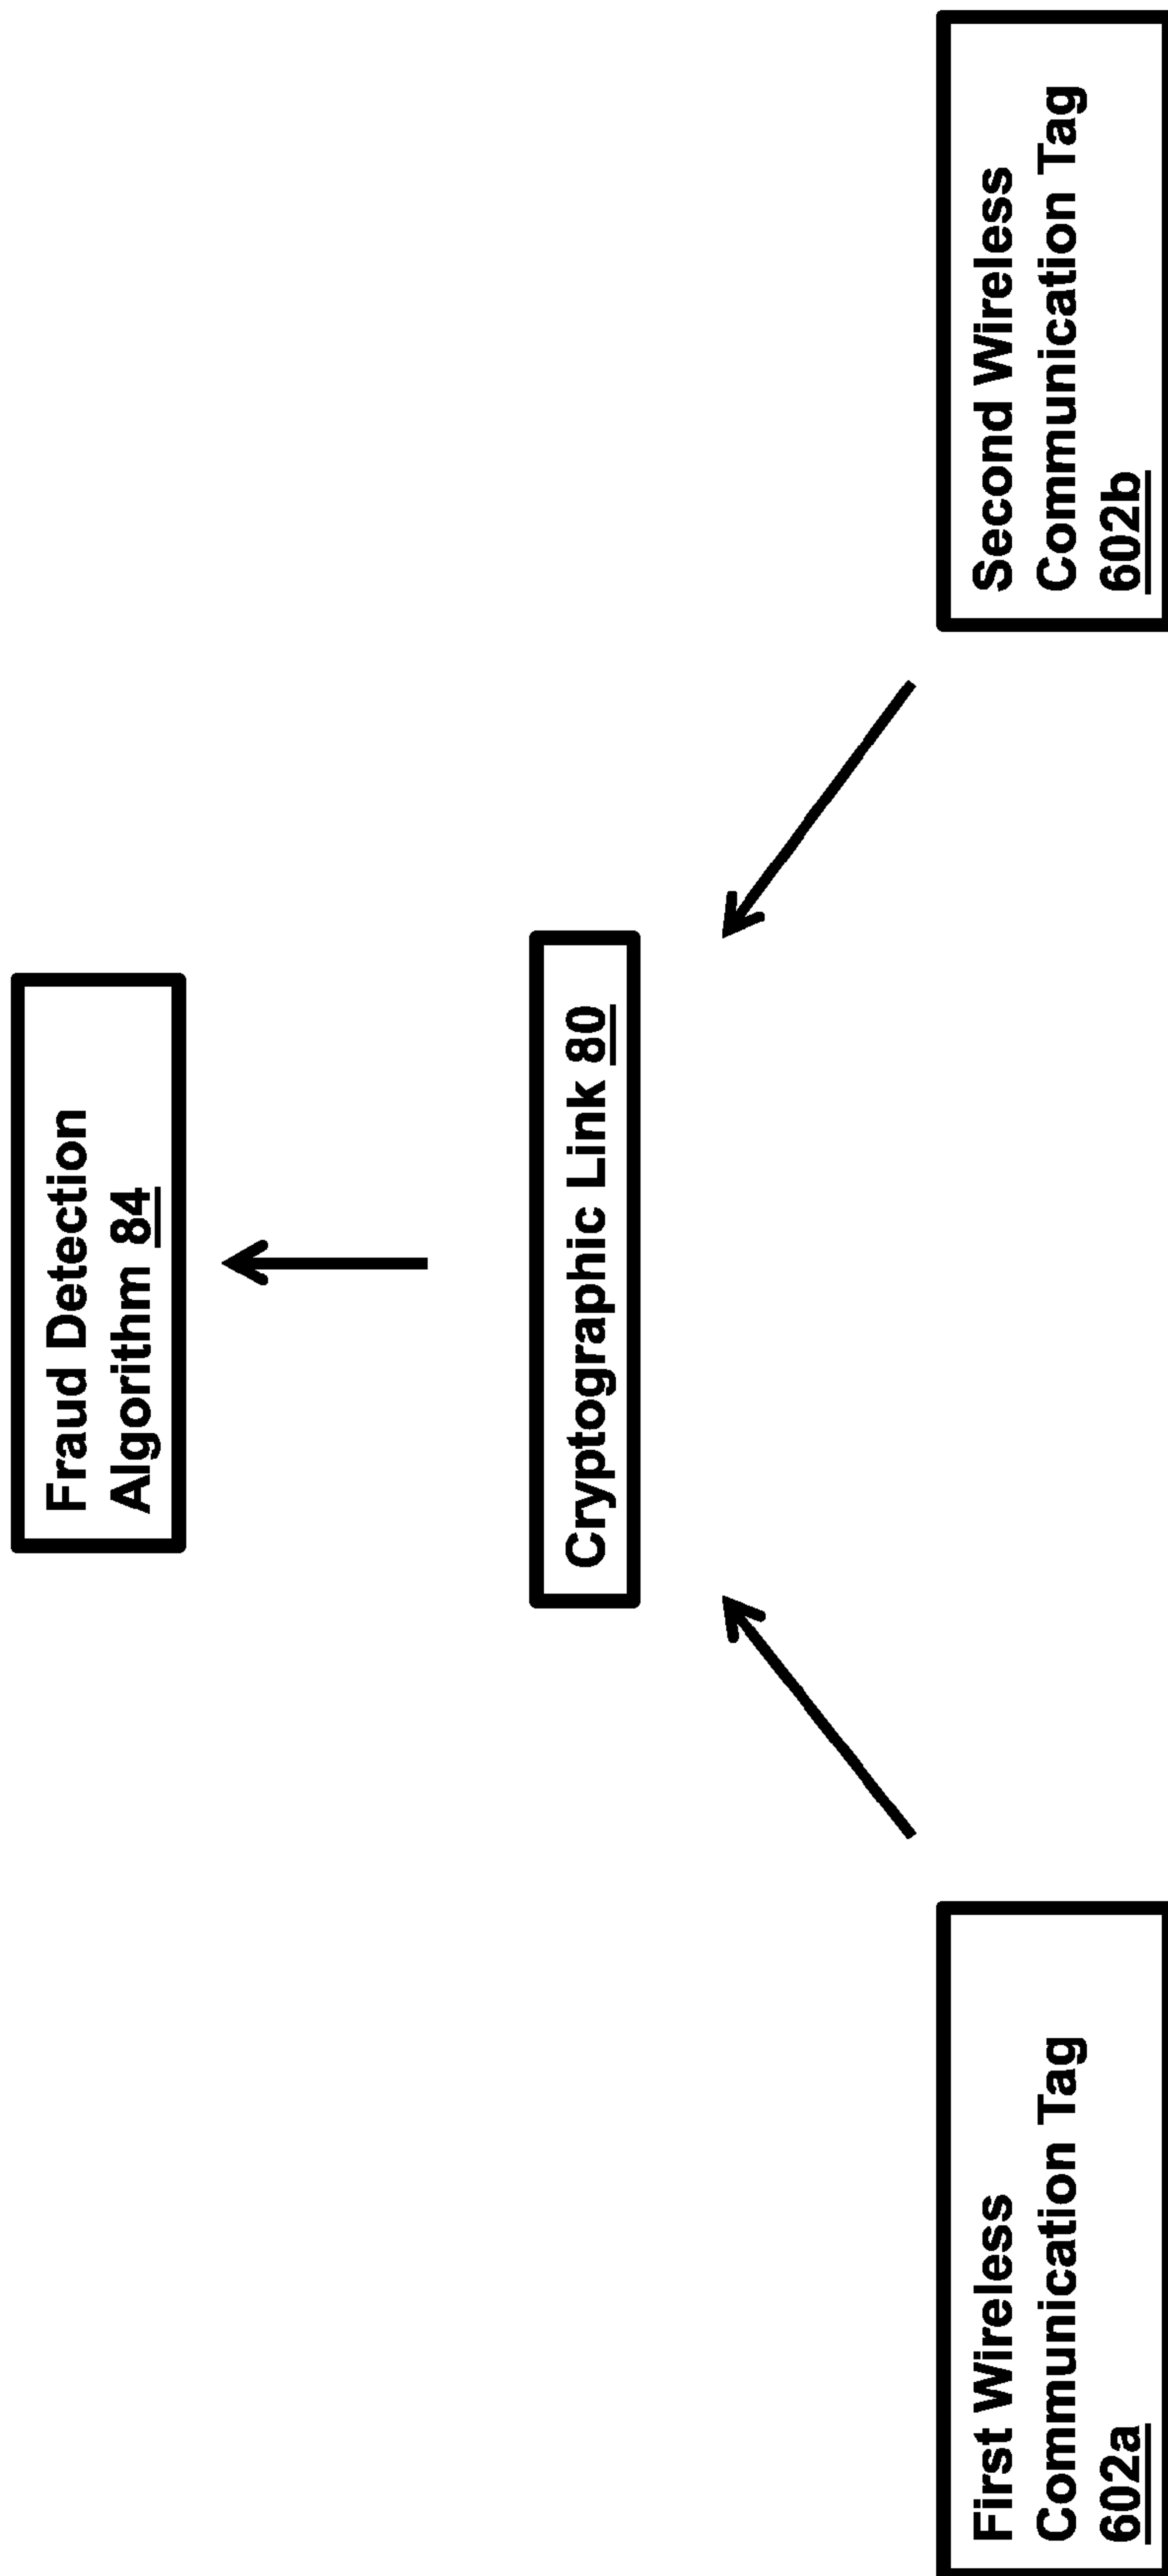 Fraud Detection
Algorithm 84
Cryptographic Link 80
First Wireless
Communication Tag
602a
Second Wireless
Communication Tag
602b